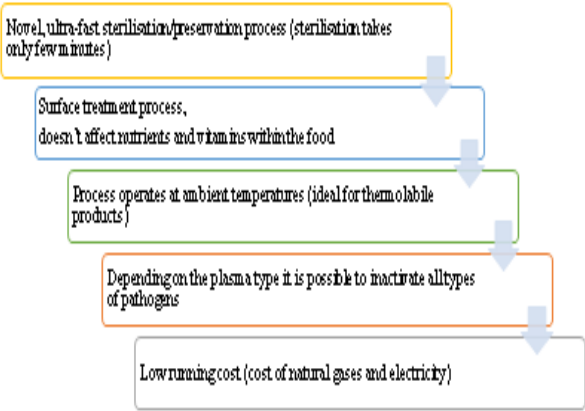 Novel, ultra-fast sterilisation/preservation process (sterilisation takes
only few minutes)
Surface treatment process,
doesn't affect nutrients and vitamins within the food
Process operates at ambient temperatures (ideal for thermolabile
products)
Depending on the plasma type it is possible to inactivate all types
of pathogens
Low running cost (cost of natural gases and electricity)